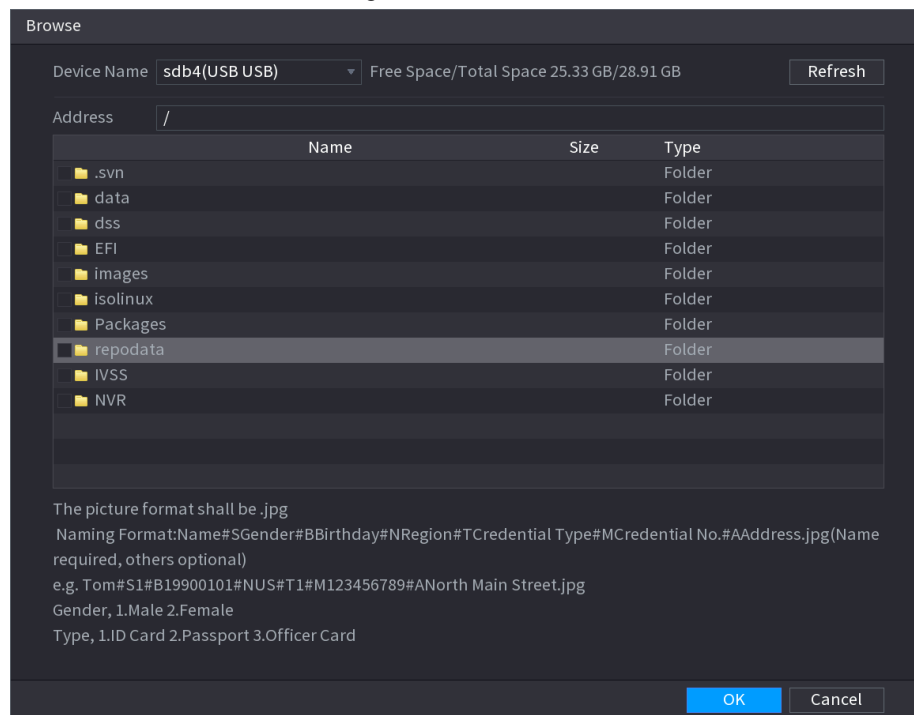 Browse
Device Name sdb4(USB USB) Free Space/Total Space 25.33 GB/28.91 GB Refresh
Address /
Name Size Type
.svn Folder
data Folder
dss Folder
EFI Folder
images Folder
isolinux Folder
Packages Folder
repodata Folder
IVSS Folder
NVR Folder
The picture format shall be .jpg
Naming Format:Name#SGender#BBirthday#NRegion#TCredential Type#MCredential No.#AAddress.jpg(Name
required, others optional)
e.g. Tom#S1#B19900101#NUS#T1#M123456789#ANorth Main Street.jpg
Gender, 1.Male 2.Female
Type, 1.ID Card 2.Passport 3.Officer Card
OK Cancel